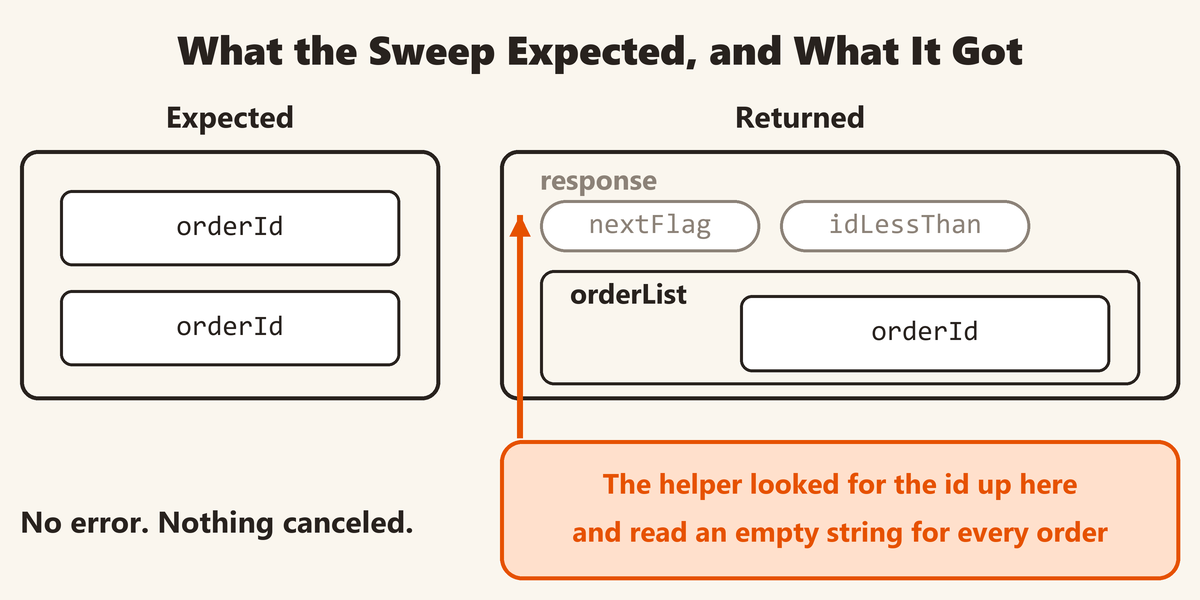 What the Sweep Expected, and What It Got
Expected
Returned
orderId
orderId
response
nextFlag
idLessThan
orderList
orderId
The helper looked for the id up here
and read an empty string for every order
No error. Nothing canceled.